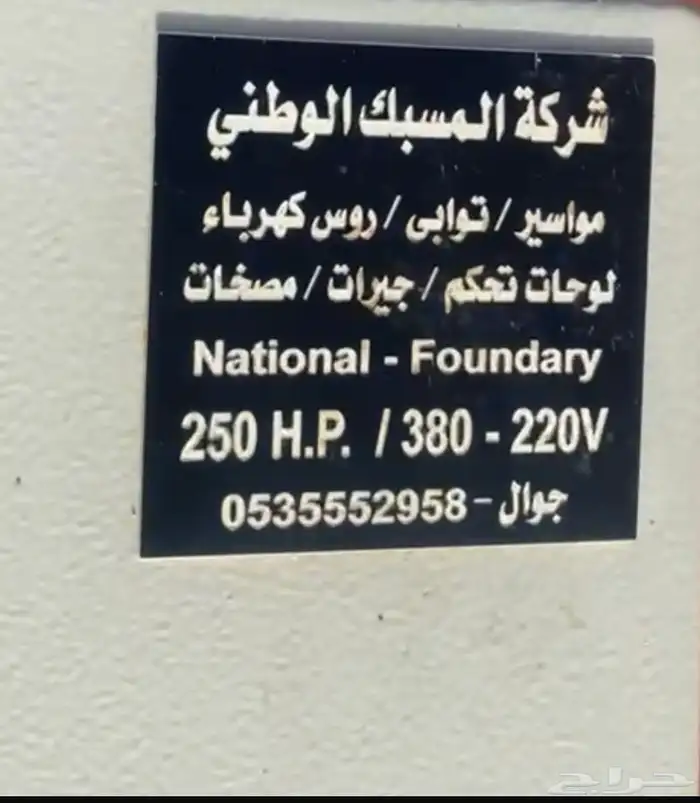 شركة المسبك الوطني
مواسير / توابى / روس كهرباء
لوحات تحكم / جيرات / مصخات
National - Foundary
250 H.P. / 380 - 220V
جوال - 0535552958
حراج